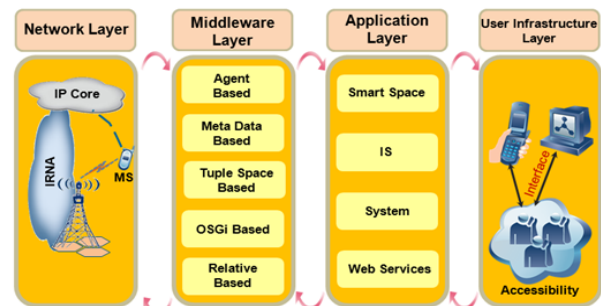 Network Layer
Middleware
Layer
Application
Layer
User Infrastructure
Layer
IP Core
IRNA
MS
Agent
Based
Meta Data
Based
Tuple Space
Based
OSGi Based
Relative
Based
Smart Space
IS
System
Web Services
Interface
Accessibility